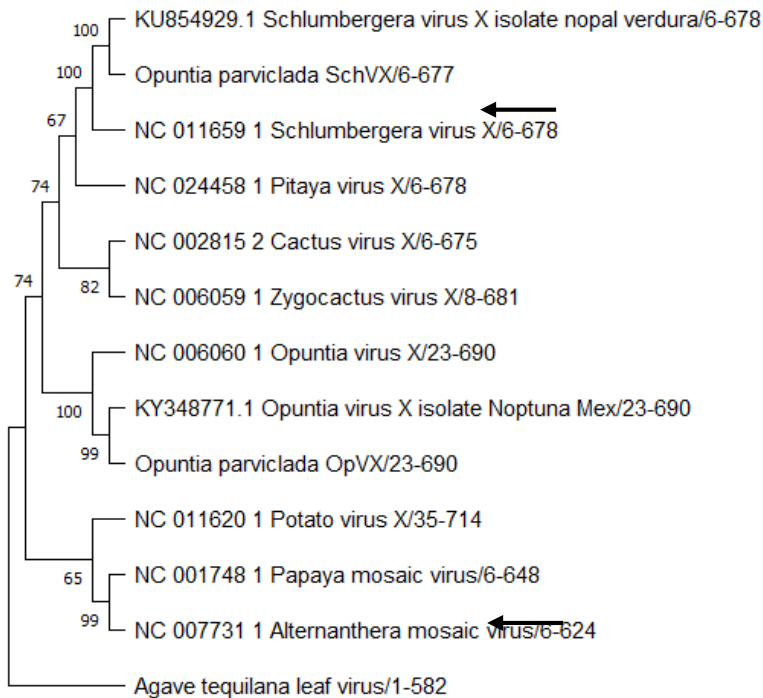 100
KU854929.1 Schlumbergera virus X isolate nopal verdura/6-678
100
Opuntia parviclada SchVX/6-677
67
NC 011659 1 Schlumbergera virus X/6-678
74
NC 024458 1 Pitaya virus X/6-678
NC 002815 2 Cactus virus X/6-675
74
82
NC 006059 1 Zygocactus virus X/8-681
NC 006060 1 Opuntia virus X/23-690
100
KY348771.1 Opuntia virus X isolate Noptuna Mex/23-690
99
Opuntia parviclada OpVX/23-690
NC 011620 1 Potato virus X/35-714
65
NC 001748 1 Papaya mosaic virus/6-648
99
NC 007731 1 Alternanthera mosaic virus/6-624
Agave tequilana leaf virus/1-582